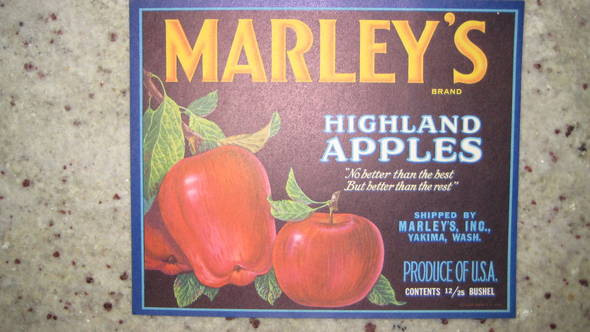 MARLEY'S
BRAND
HIGHLAND
APPLES
"No better than the best
But better than the rest"
SHIPPED BY
MARLEY'S, INC.,
YAKIMA, WASH.
PRODUCE OF U.S.A.
CONTENTS 12/25 BUSHEL